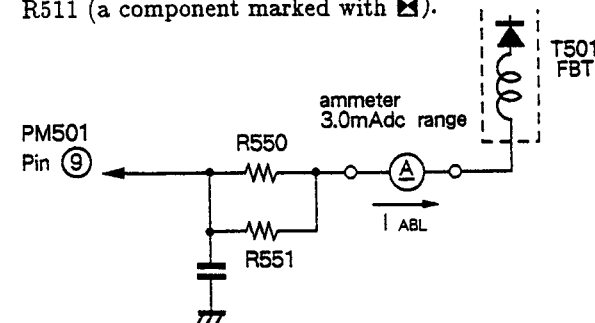 R511 (a component marked with ⧓).
T501
FBT
ammeter
3.0mAdc range
PM501
Pin ⑨
R550
A
I ABL
R551